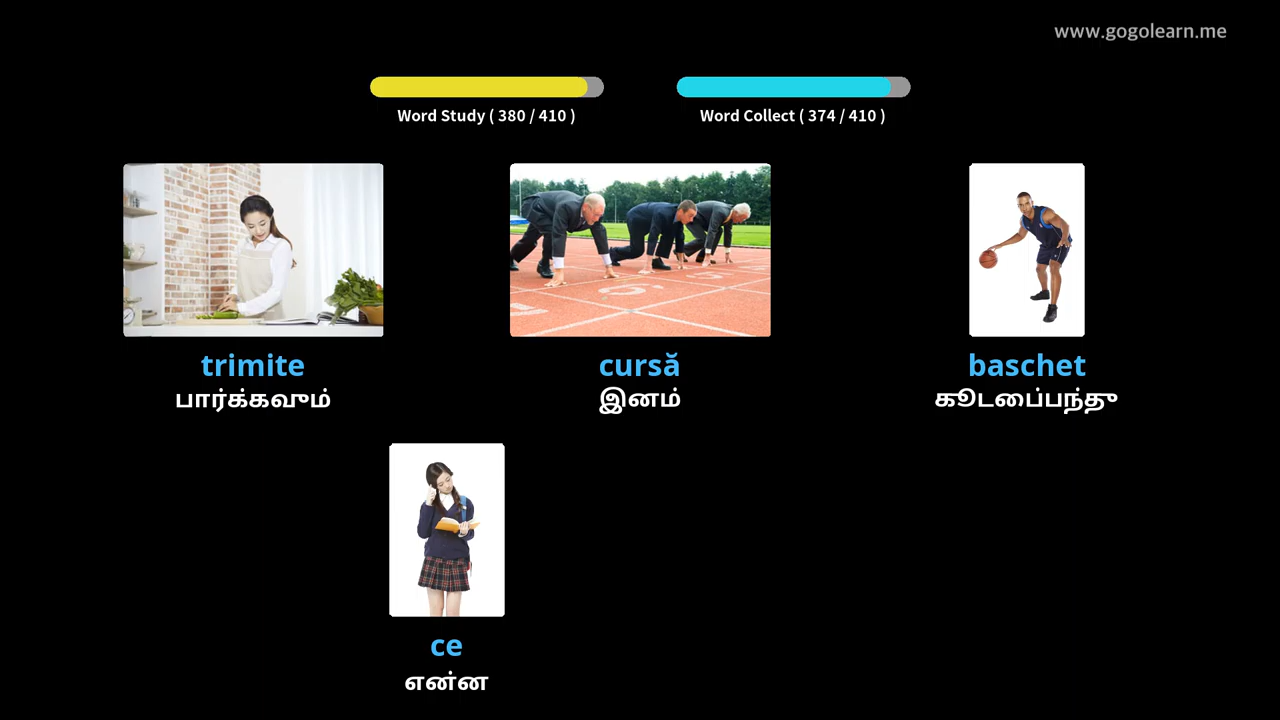 www.gogolearn.me
Word Study ( 380 / 410 )
Word Collect ( 374 / 410 )
trimite
பார்க்கவும்
cursă
இனம்
baschet
கூடைப்பந்து
ce
என்ன